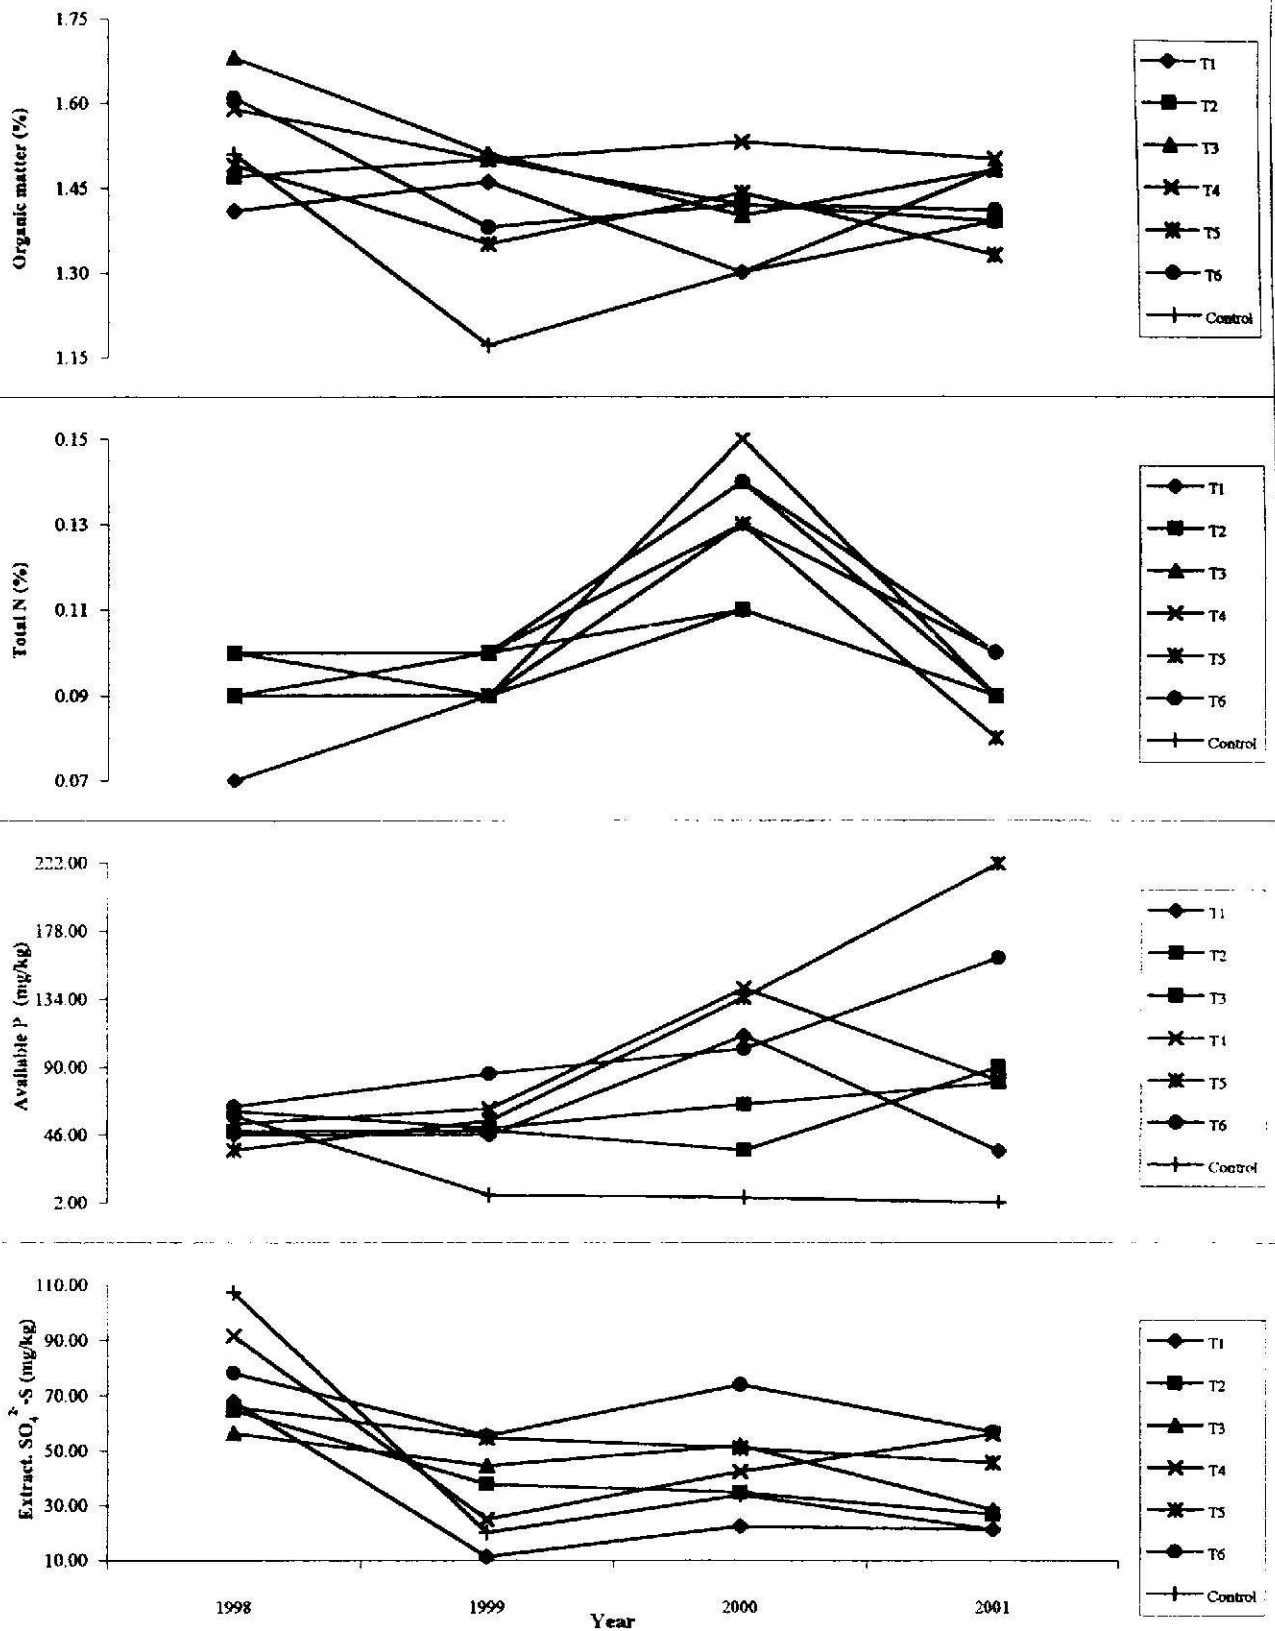 1.75
1.60
1.45
1.30
1.15
Organic matter (%)
T1
T2
T3
T4
T5
T6
Control
0.15
0.13
0.11
0.09
0.07
Total N (%)
T1
T2
T3
T4
T5
T6
Control
222.00
178.00
134.00
90.00
46.00
2.00
Available P (mg/kg)
T1
T2
T3
T4
T5
T6
Control
110.00
90.00
70.00
50.00
30.00
10.00
Extract. SO₄²⁻-S (mg/kg)
T1
T2
T3
T4
T5
T6
Control
1998 1999 2000 2001
Year